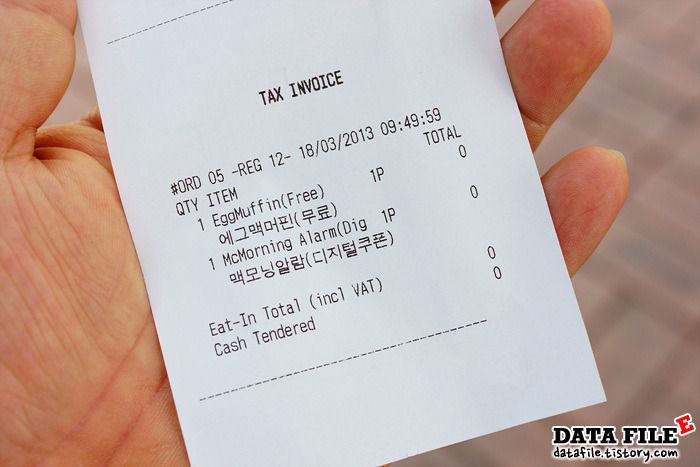 TAX INVOICE
#ORD 05 -REG 12- 18/03/2013 09:49:59
QTY ITEM TOTAL
1 EggMuffin(Free) 1P 0
에그맥머핀(무료)
1 McMorning Alarm(Dig 1P 0
맥모닝알람(디지털쿠폰)
Eat-In Total (incl VAT) 0
Cash Tendered 0
DATA FILE E
datafile.tistory.com